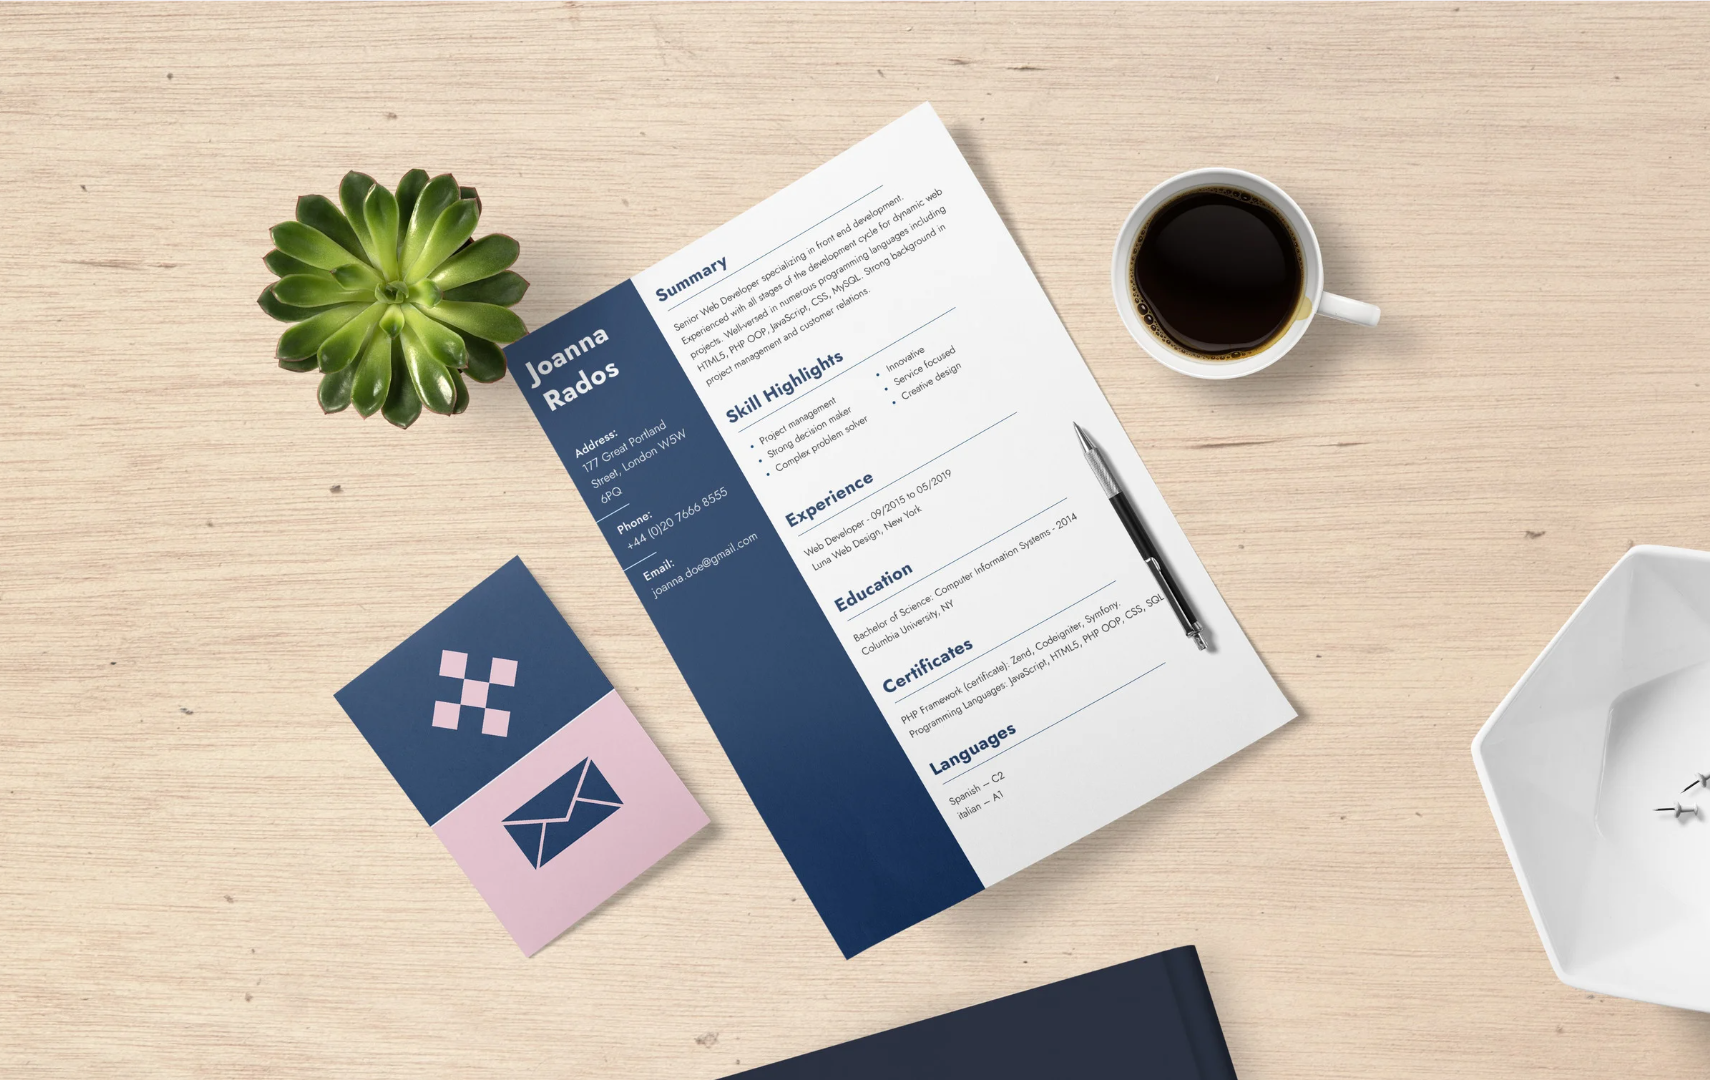 Joanna
Rados
Address:
177 Great Portland
Street, London W5W
6PQ
Phone:
+44 (0)20 7666 8555
Email:
joanna.doe@gmail.com
Summary
Senior Web Developer specializing in front end development.
Experienced with all stages of the development cycle for dynamic web
projects. Well-versed in numerous programming languages including
HTML5, PHP OOP, JavaScript, CSS, MySQL. Strong background in
project management and customer relations.
Skill Highlights
• Project management
• Strong decision maker
• Complex problem solver
• Innovative
• Service focused
• Creative design
Experience
Web Developer - 09/2015 to 05/2019
Luna Web Design, New York
Education
Bachelor of Science: Computer Information Systems - 2014
Columbia University, NY
Certificates
PHP Framework (certificate): Zend, Codeigniter, Symfony.
Programming Languages: JavaScript, HTML5, PHP OOP, CSS, SQL
Languages
Spanish – C2
italian – A1